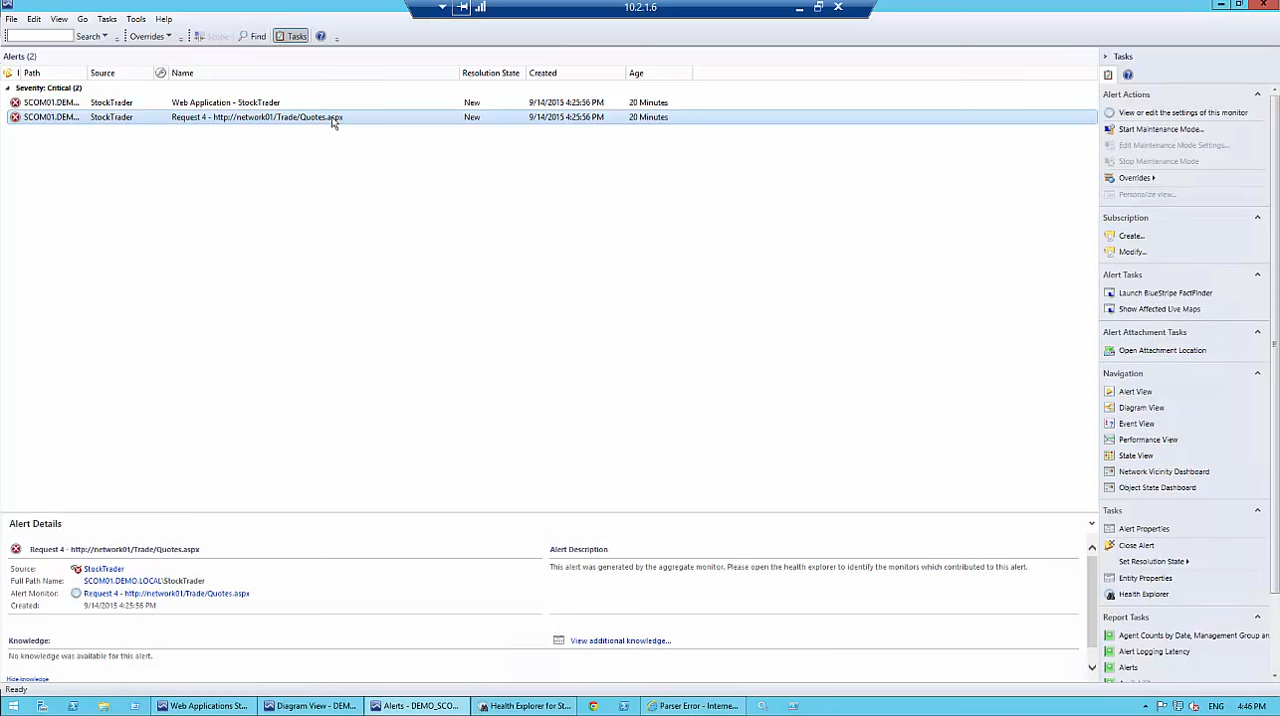 10.2.1.6
File Edit View Go Tasks Tools Help
Search Overrides Scope Find Tasks
Alerts (2)
Path Source Name Resolution State Created Age
Severity: Critical (2)
SCOM01.DEM... StockTrader Web Application - StockTrader New 9/14/2015 4:25:56 PM 20 Minutes
SCOM01.DEM... StockTrader Request 4 - http://network01/Trade/Quotes.aspx New 9/14/2015 4:25:56 PM 20 Minutes
Alert Details
Request 4 - http://network01/Trade/Quotes.aspx
Source: StockTrader
Full Path Name: SCOM01.DEMO.LOCAL\StockTrader
Alert Monitor: Request 4 - http://network01/Trade/Quotes.aspx
Created: 9/14/2015 4:25:56 PM
Alert Description
This alert was generated by the aggregate monitor. Please open the health explorer to identify the monitors which contributed to this alert.
Knowledge:
View additional knowledge...
No knowledge was available for this alert.
Hide knowledge
Tasks
Alert Actions
View or edit the settings of this monitor
Start Maintenance Mode...
Edit Maintenance Mode Settings...
Stop Maintenance Mode
Overrides
Personalize view...
Subscription
Create...
Modify...
Alert Tasks
Launch BlueStripe FactFinder
Show Affected Live Maps
Alert Attachment Tasks
Open Attachment Location
Navigation
Alert View
Diagram View
Event View
Performance View
State View
Network Vicinity Dashboard
Object State Dashboard
Tasks
Alert Properties
Close Alert
Set Resolution State
Entity Properties
Health Explorer
Report Tasks
Agent Counts by Date, Management Group an
Alert Logging Latency
Alerts
Ready
Web Applications St... Diagram View - DEM... Alerts - DEMO_SCO... Health Explorer for St... Parser Error - Interne... ENG 4:46 PM